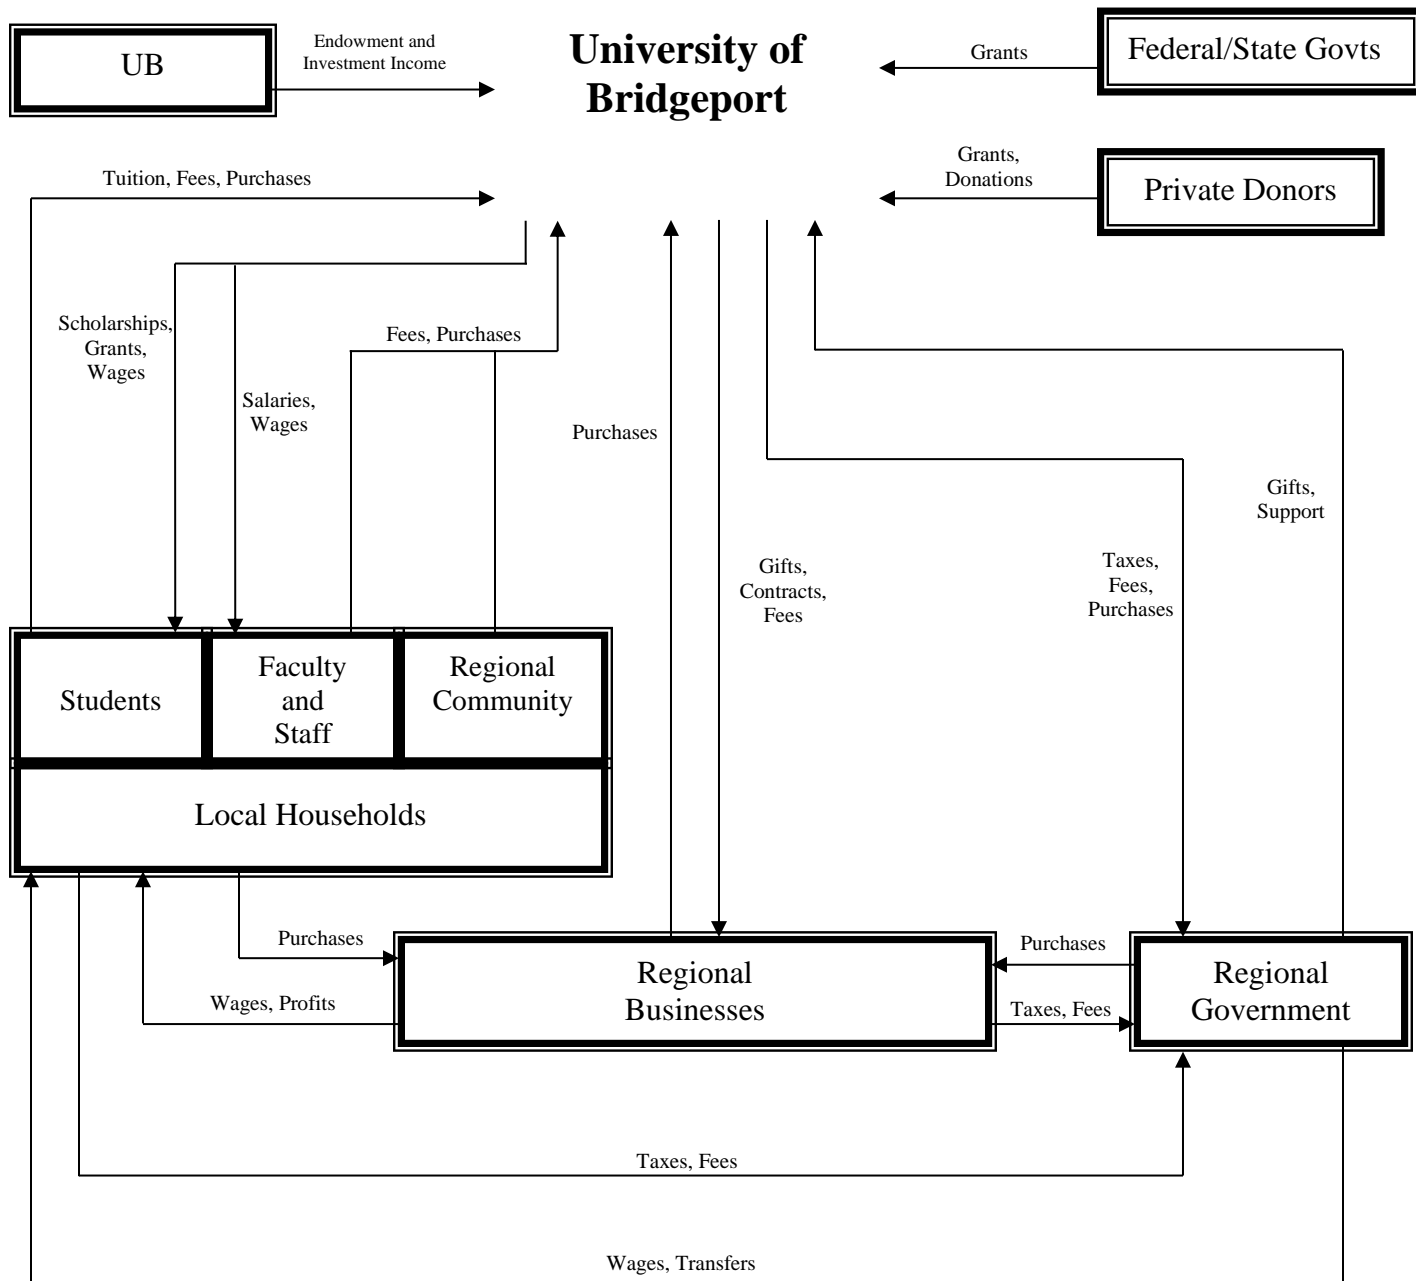 UB
Endowment and
Investment Income
University of
Bridgeport
Grants
Federal/State Govts
Tuition, Fees, Purchases
Grants,
Donations
Private Donors
Scholarships,
Grants,
Wages
Fees, Purchases
Salaries,
Wages
Purchases
Gifts,
Support
Gifts,
Contracts,
Fees
Taxes,
Fees,
Purchases
Students
Faculty
and
Staff
Regional
Community
Local Households
Purchases
Wages, Profits
Regional
Businesses
Purchases
Taxes, Fees
Regional
Government
Taxes, Fees
Wages, Transfers